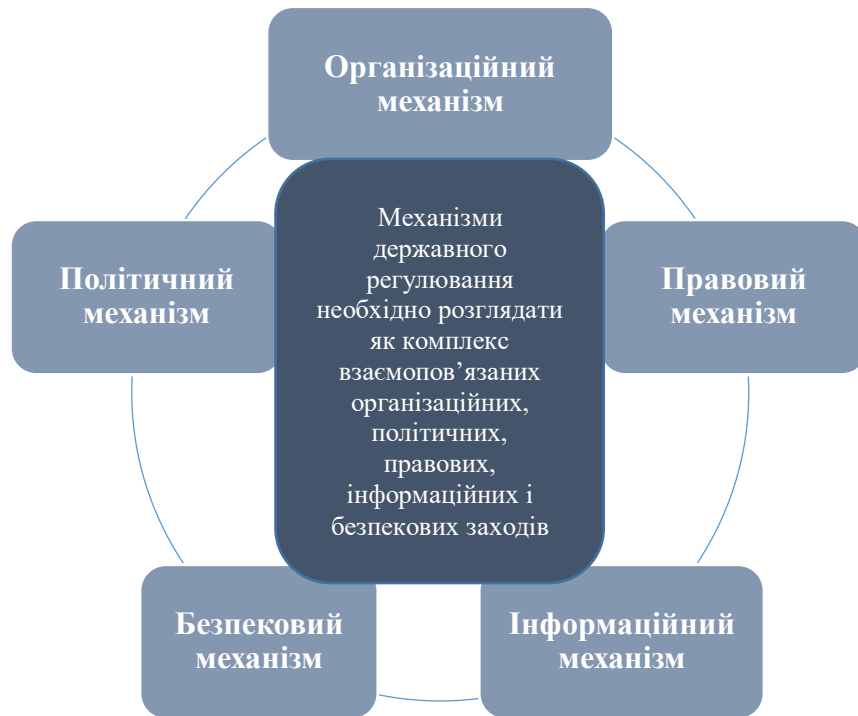 Організаційний
механізм
Механізми
державного
регулювання
необхідно розглядати
як комплекс
взаємопов’язаних
організаційних,
політичних,
правових,
інформаційних і
безпекових заходів
Політичний
механізм
Правовий
механізм
Безпековий
механізм
Інформаційний
механізм